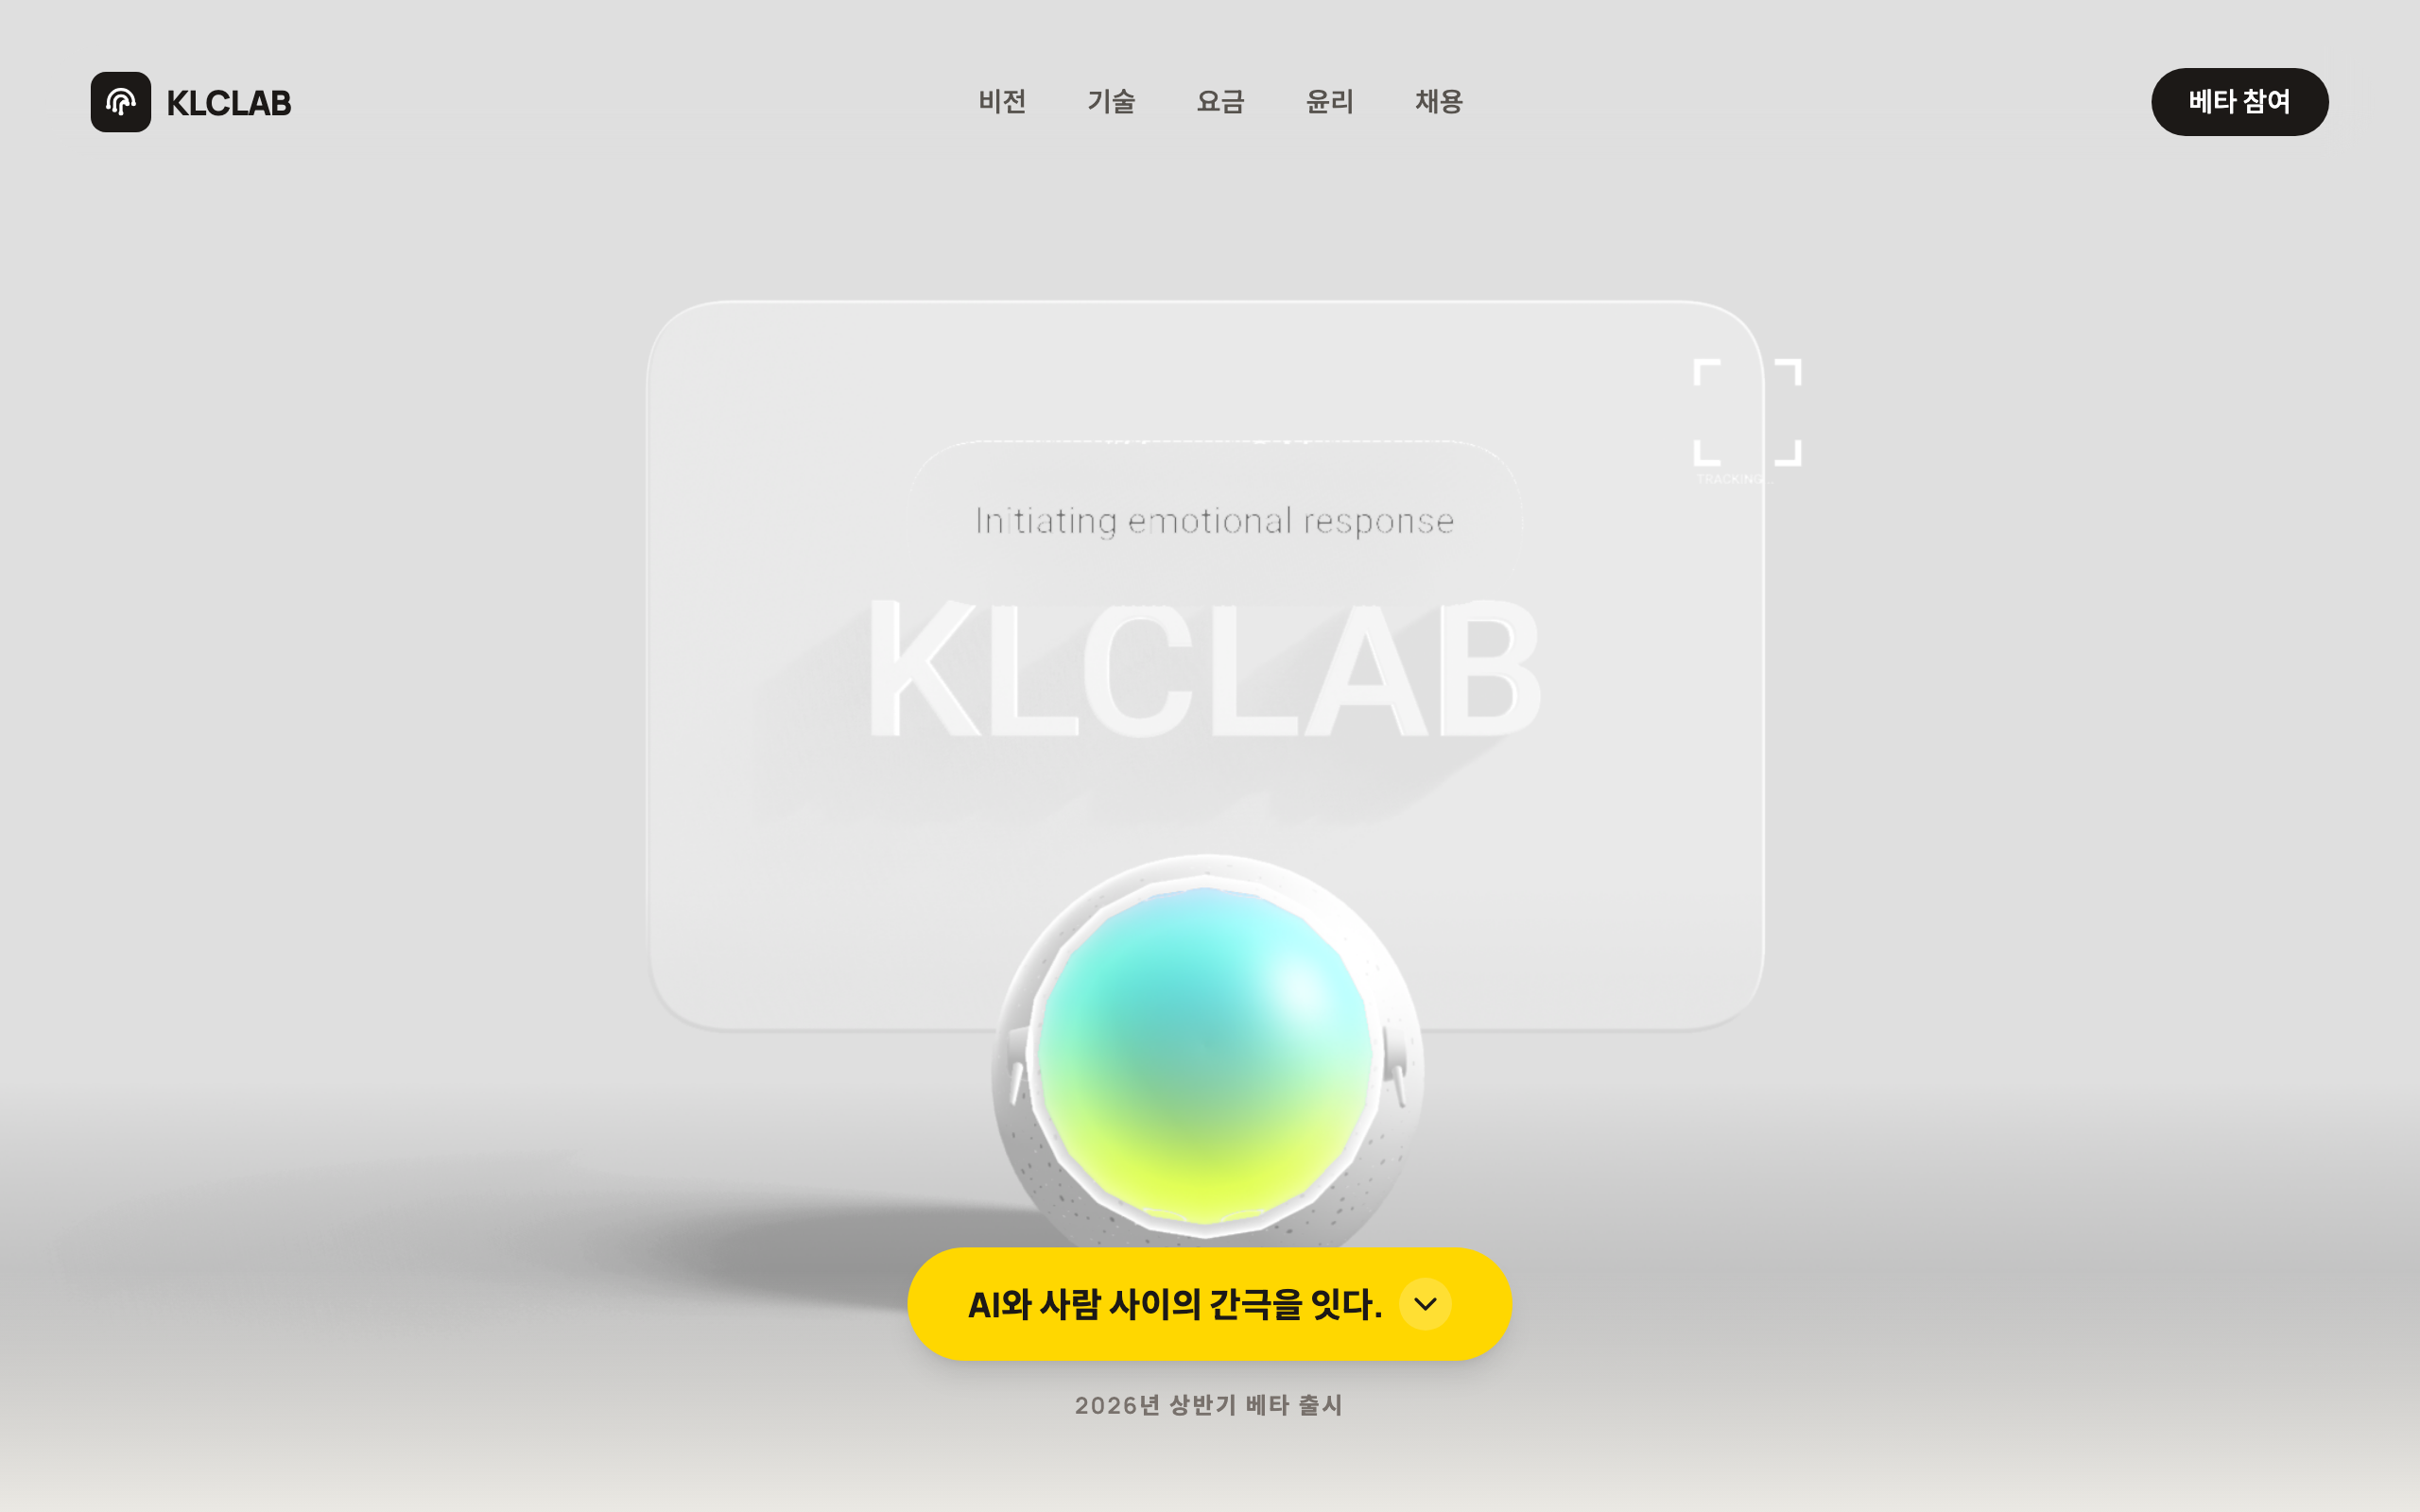 KLCLAB
비전 기술 요금 윤리 채용
베타 참여
TRACKING...
Initiating emotional response
KLCLAB
AI와 사람 사이의 간극을 잇다.
2026년 상반기 베타 출시